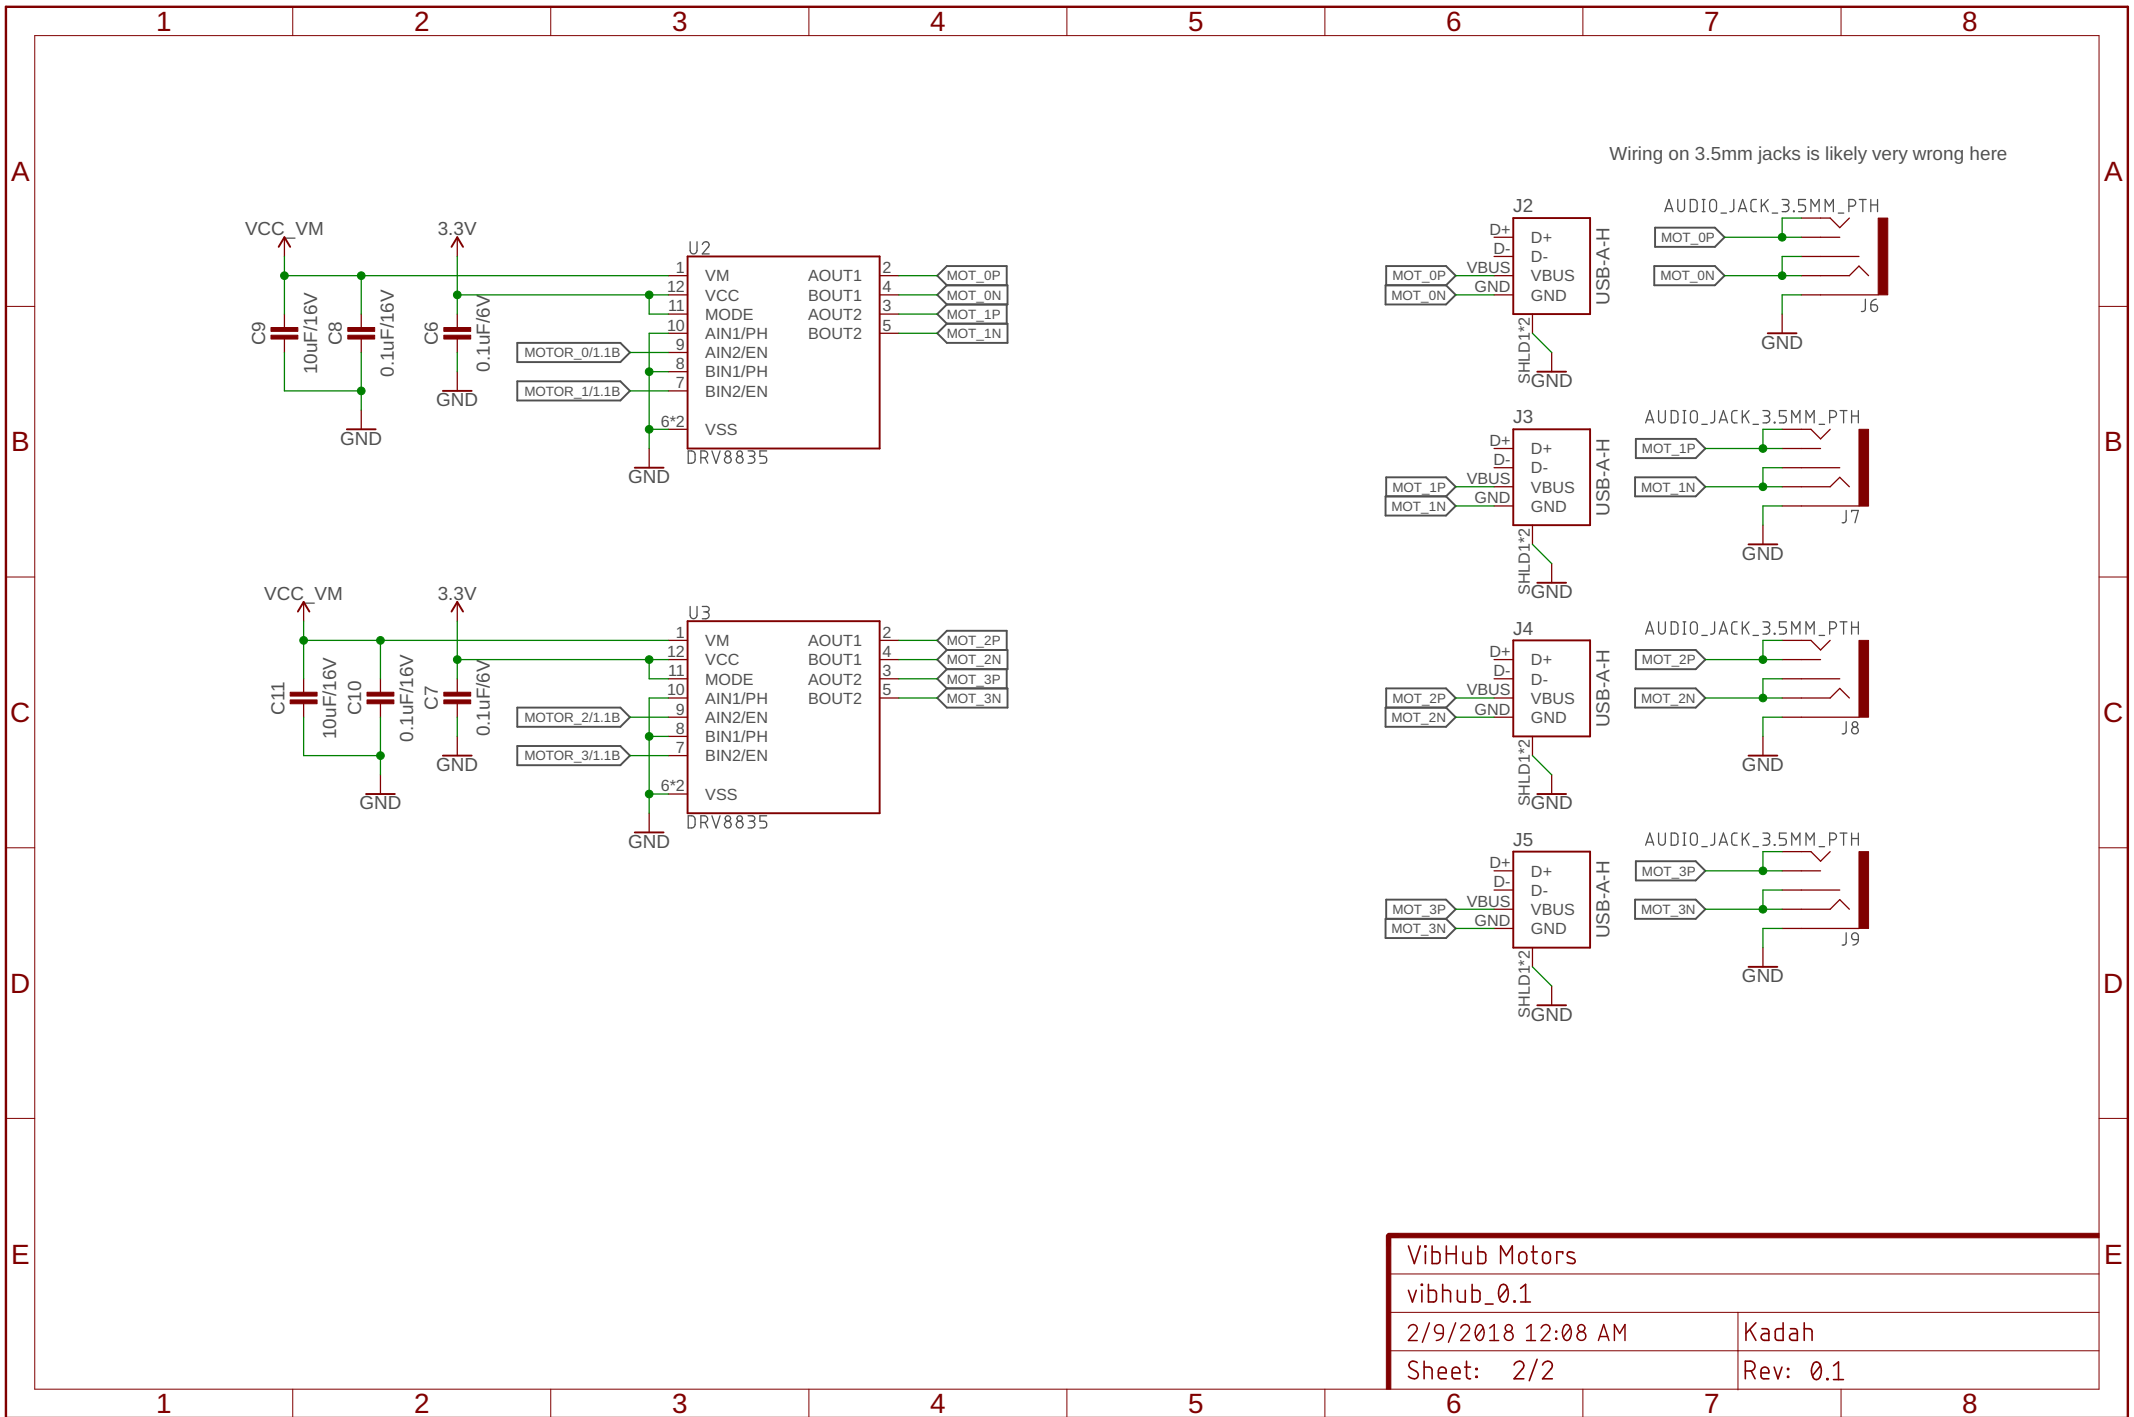 1 2 3 4 5 6 7 8
A A
Wiring on 3.5mm jacks is likely very wrong here
VCC_VM
3.3V
C9
10uF/16V
C8
0.1uF/16V
C6
0.1uF/6V
GND
GND
MOTOR_0/1.1B
MOTOR_1/1.1B
U2
1 VM AOUT1 2 MOT_0P
12 VCC BOUT1 4 MOT_0N
11 MODE AOUT2 3 MOT_1P
10 AIN1/PH BOUT2 5 MOT_1N
9 AIN2/EN
8 BIN1/PH
7 BIN2/EN
6*2 VSS
DRV8835
GND
J2
D+ D+
D- D-
MOT_0P VBUS VBUS
MOT_0N GND GND
USB-A-H
SHLD1*2
GND
AUDIO_JACK_3.5MM_PTH
MOT_0P
MOT_0N
J6
GND
B B
J3
D+ D+
D- D-
MOT_1P VBUS VBUS
MOT_1N GND GND
USB-A-H
SHLD1*2
GND
AUDIO_JACK_3.5MM_PTH
MOT_1P
MOT_1N
J7
GND
VCC_VM
3.3V
C11
10uF/16V
C10
0.1uF/16V
C7
0.1uF/6V
GND
GND
MOTOR_2/1.1B
MOTOR_3/1.1B
U3
1 VM AOUT1 2 MOT_2P
12 VCC BOUT1 4 MOT_2N
11 MODE AOUT2 3 MOT_3P
10 AIN1/PH BOUT2 5 MOT_3N
9 AIN2/EN
8 BIN1/PH
7 BIN2/EN
6*2 VSS
DRV8835
GND
C C
J4
D+ D+
D- D-
MOT_2P VBUS VBUS
MOT_2N GND GND
USB-A-H
SHLD1*2
GND
AUDIO_JACK_3.5MM_PTH
MOT_2P
MOT_2N
J8
GND
J5
D+ D+
D- D-
MOT_3P VBUS VBUS
MOT_3N GND GND
USB-A-H
SHLD1*2
GND
AUDIO_JACK_3.5MM_PTH
MOT_3P
MOT_3N
J9
GND
D D
E E
VibHub Motors
vibhub_0.1
2/9/2018 12:08 AM Kadah
Sheet: 2/2 Rev: 0.1
1 2 3 4 5 6 7 8